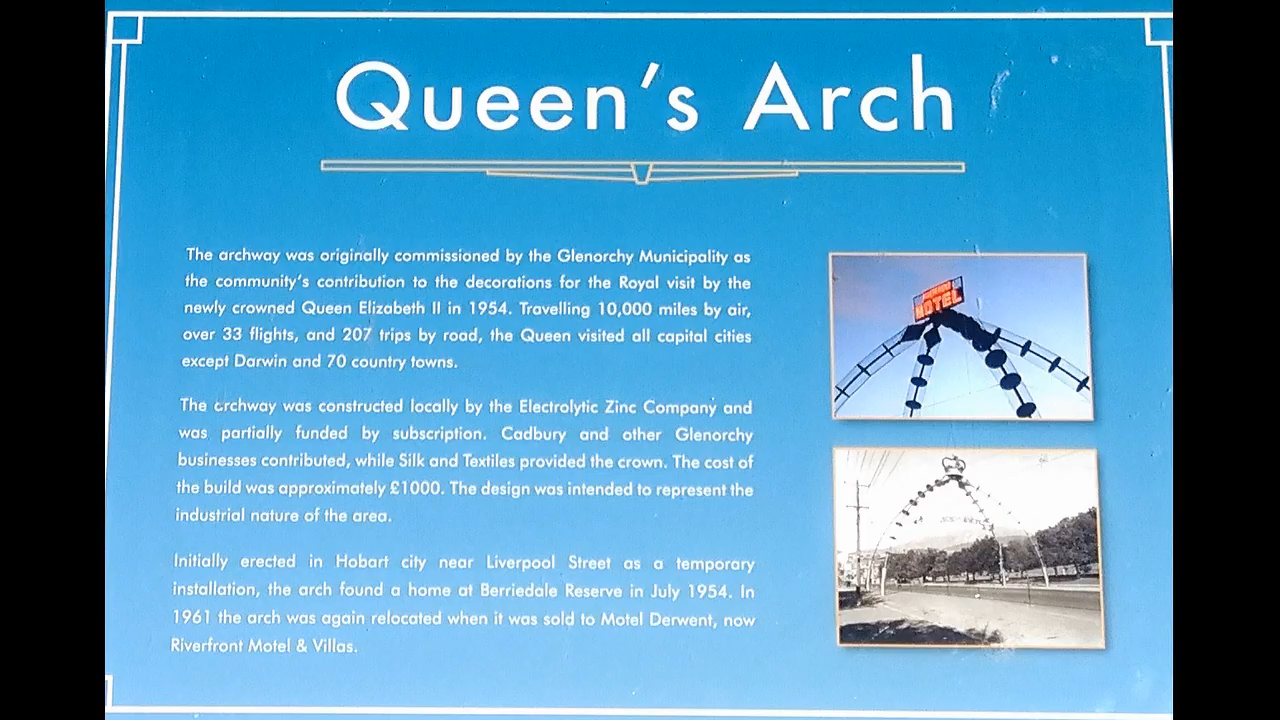 Queen's Arch
The archway was originally commissioned by the Glenorchy Municipality as
the community's contribution to the decorations for the Royal visit by the
newly crowned Queen Elizabeth II in 1954. Travelling 10,000 miles by air,
over 33 flights, and 207 trips by road, the Queen visited all capital cities
except Darwin and 70 country towns.
The archway was constructed locally by the Electrolytic Zinc Company and
was partially funded by subscription. Cadbury and other Glenorchy
businesses contributed, while Silk and Textiles provided the crown. The cost of
the build was approximately £1000. The design was intended to represent the
industrial nature of the area.
Initially erected in Hobart city near Liverpool Street as a temporary
installation, the arch found a home at Berriedale Reserve in July 1954. In
1961 the arch was again relocated when it was sold to Motel Derwent, now
Riverfront Motel & Villas.
MOTEL